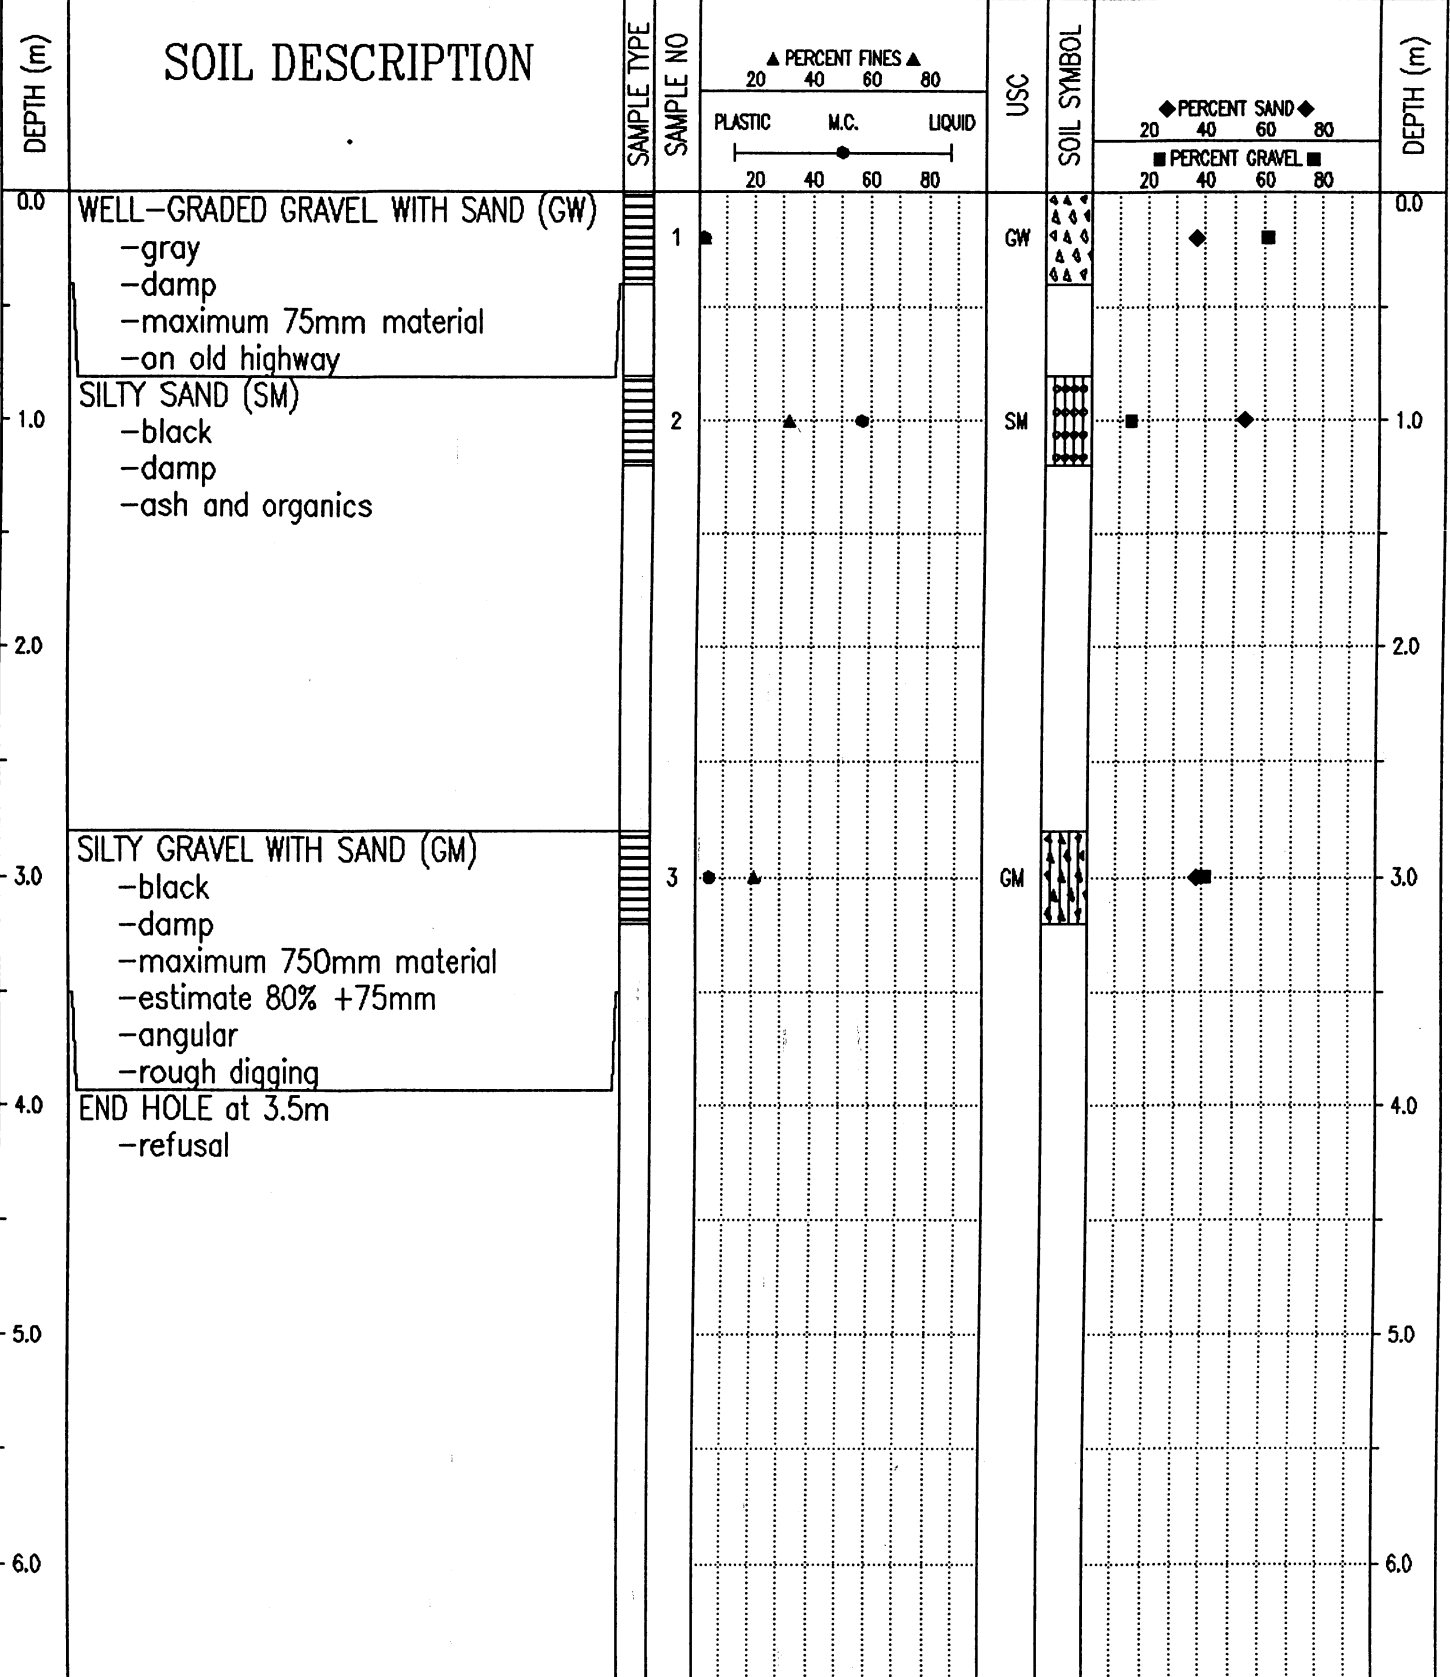 DEPTH (m)
SOIL DESCRIPTION
SAMPLE TYPE
SAMPLE NO
▲ PERCENT FINES ▲
20 40 60 80
PLASTIC M.C. LIQUID
20 40 60 80
USC
SOIL SYMBOL
◆PERCENT SAND◆
20 40 60 80
■PERCENT GRAVEL■
20 40 60 80
DEPTH (m)
0.0 WELL-GRADED GRAVEL WITH SAND (GW) 0.0
-gray 1 GW
-damp
-maximum 75mm material
-on old highway
SILTY SAND (SM)
1.0 2 SM 1.0
-black
-damp
-ash and organics
2.0 2.0
SILTY GRAVEL WITH SAND (GM)
3.0 -black 3 GM 3.0
-damp
-maximum 750mm material
-estimate 80% +75mm
-angular
-rough digging
4.0 END HOLE at 3.5m 4.0
-refusal
5.0 5.0
6.0 6.0